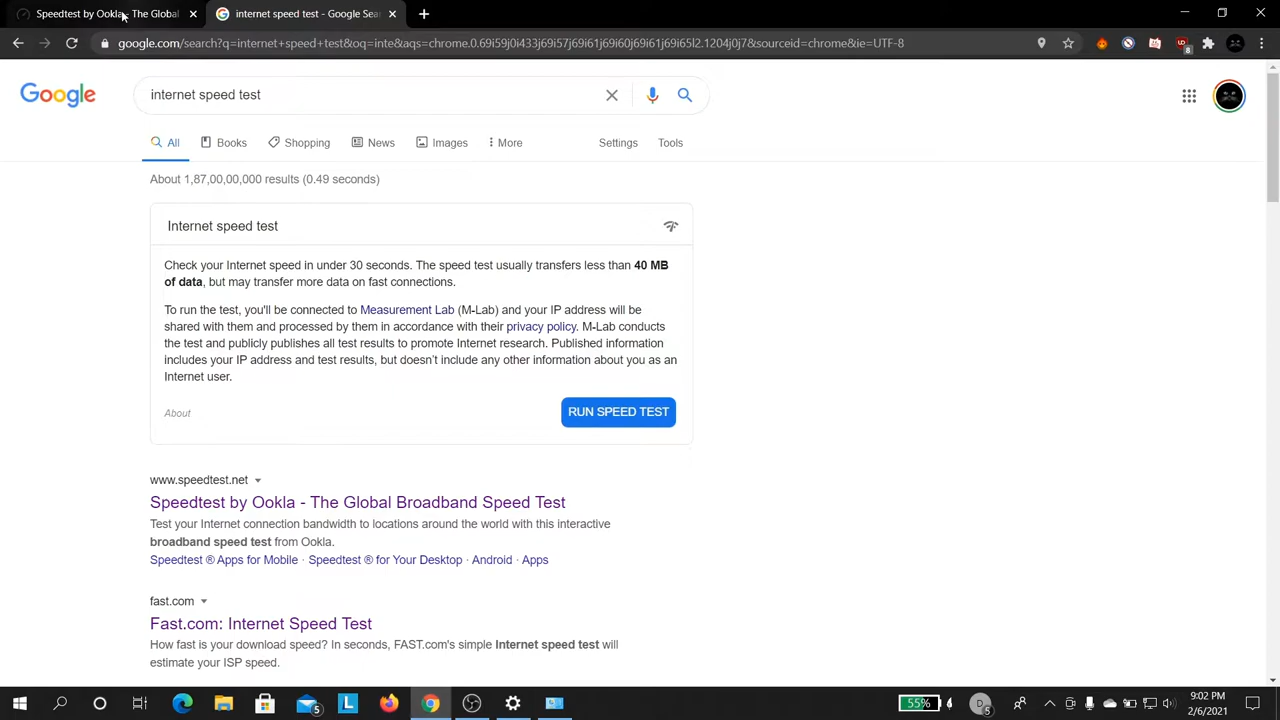 Speedtest by Ookla - The Global
internet speed test - Google Sea
google.com/search?q=internet+speed+test&oq=inte&aqs=chrome.0.69i59j0i433j69i57j69i61j69i60j69i61j69i65l2.1204j0j7&sourceid=chrome&ie=UTF-8
8
Google
internet speed test
All Books Shopping News Images More Settings Tools
About 1,87,00,00,000 results (0.49 seconds)
Internet speed test
Check your Internet speed in under 30 seconds. The speed test usually transfers less than 40 MB
of data, but may transfer more data on fast connections.
To run the test, you'll be connected to Measurement Lab (M-Lab) and your IP address will be
shared with them and processed by them in accordance with their privacy policy. M-Lab conducts
the test and publicly publishes all test results to promote Internet research. Published information
includes your IP address and test results, but doesn't include any other information about you as an
Internet user.
About
RUN SPEED TEST
www.speedtest.net
Speedtest by Ookla - The Global Broadband Speed Test
Test your Internet connection bandwidth to locations around the world with this interactive
broadband speed test from Ookla.
Speedtest ® Apps for Mobile · Speedtest ® for Your Desktop · Android · Apps
fast.com
Fast.com: Internet Speed Test
How fast is your download speed? In seconds, FAST.com's simple Internet speed test will
estimate your ISP speed.
5
L
55%
D
5
9:02 PM
2/6/2021